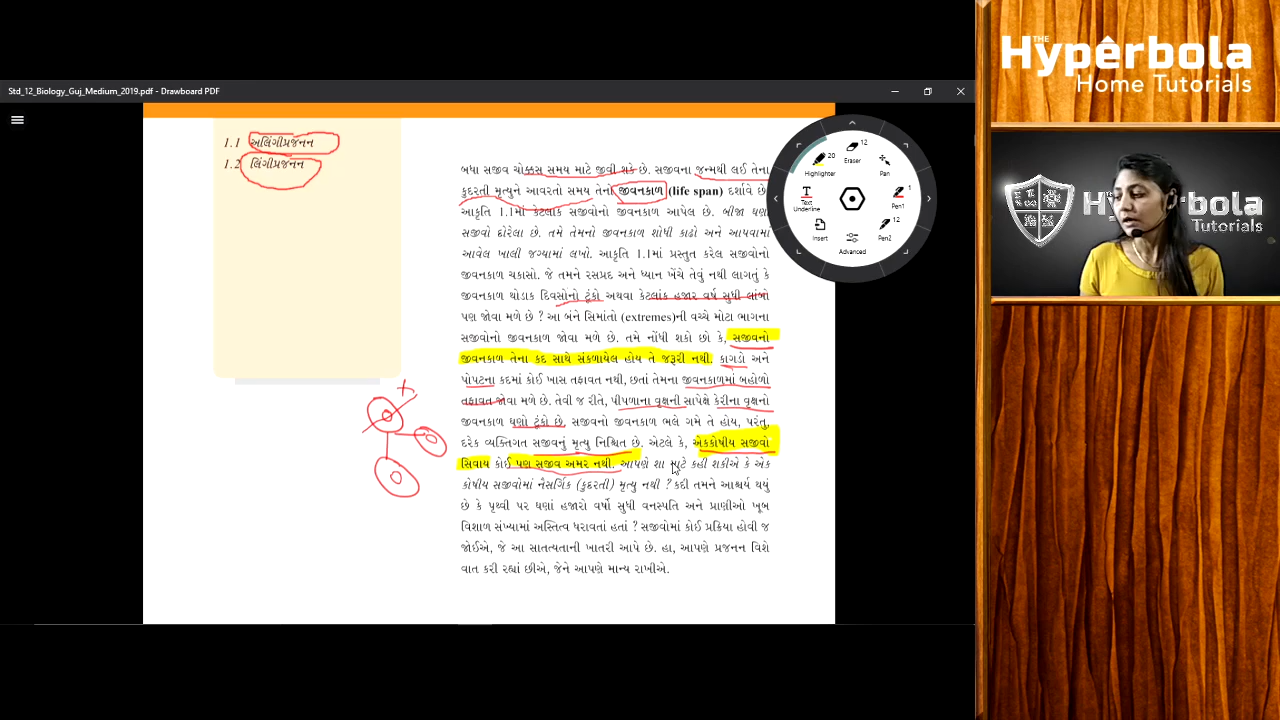 THE
Hypêrbola
Home Tutorials
Std_12_Biology_Guj_Medium_2019.pdf - Drawboard PDF
1.1 અલિંગીપ્રજનન
1.2 લિંગીપ્રજનન
બધા સજીવ ચોક્કસ સમય માટે જીવી શકે છે. સજીવના જન્મથી લઈ તેના
કુદરતી મૃત્યુને આવરતો સમય તેના જીવનકાળ (life span) દર્શાવે છે.
આકૃતિ 1.1માં કેટલાંક સજીવોનો જીવનકાળ આપેલ છે. બીજા ઘણા
સજીવો દોરેલા છે. તમે તેમનો જીવનકાળ શોધી કાઢો અને આપવામાં
આવેલ ખાલી જગ્યામાં લખો. આકૃતિ 1.1માં પ્રસ્તુત કરેલ સજીવોનો
જીવનકાળ ચકાસો. જે તમને રસપ્રદ અને ધ્યાન ખેંચે તેવું નથી લાગતું કે
જીવનકાળ થોડાક દિવસોનો ટૂંકો અથવા કેટલાંક હજાર વર્ષ સુધી લાંબો
પણ જોવા મળે છે ? આ બંને સિમાંતો (extremes)ની વચ્ચે મોટા ભાગના
સજીવોનો જીવનકાળ જોવા મળે છે. તમે નોંધી શકો છો કે, સજીવનો
જીવનકાળ તેના કદ સાથે સંકળાયેલ હોય તે જરૂરી નથી. કાગડો અને
પોપટના કદમાં કોઈ ખાસ તફાવત નથી, છતાં તેમના જીવનકાળમાં બહોળો
તફાવત જોવા મળે છે. તેવી જ રીતે, પીપળાના વૃક્ષની સાપેક્ષે કેરીના વૃક્ષનો
જીવનકાળ ઘણો ટૂંકો છે. સજીવનો જીવનકાળ ભલે ગમે તે હોય, પરંતુ,
દરેક વ્યક્તિગત સજીવનું મૃત્યુ નિશ્ચિત છે. એટલે કે, એકકોષીય સજીવો
સિવાય કોઈ પણ સજીવ અમર નથી. આપણે શા માટે કહી શકીએ કે એક
કોષીય સજીવોમાં નૈસર્ગિક (કુદરતી) મૃત્યુ નથી ? કદી તમને આશ્ચર્ય થયું
છે કે પૃથ્વી પર ઘણાં હજારો વર્ષો સુધી વનસ્પતિ અને પ્રાણીઓ ખૂબ
વિશાળ સંખ્યામાં અસ્તિત્વ ધરાવતાં હતાં ? સજીવોમાં કોઈ પ્રક્રિયા હોવી જ
જોઈએ, જે આ સાતત્યતાની ખાતરી આપે છે. હા, આપણે પ્રજનન વિશે
વાત કરી રહ્યાં છીએ, જેને આપણે માન્ય રાખીએ.
12
Eraser
20
Highlighter
Pan
Text
Underline
1
Pen1
Insert
12
Pen2
Advanced
Home Tutorials